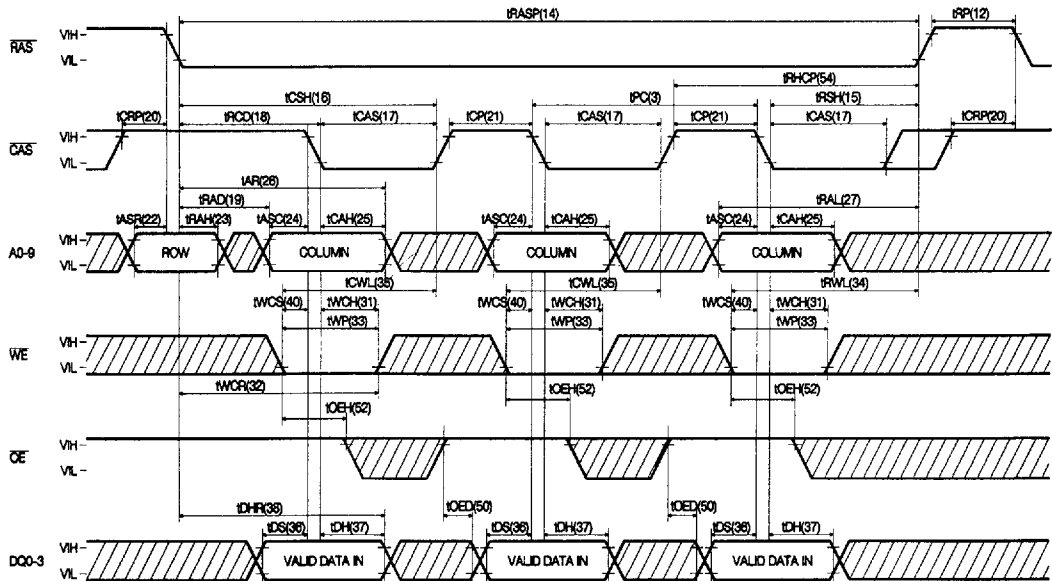 tRASP(14) tRP(12)
RAS VIH VIL
tRHCP(54)
tCSH(16) tPC(3) tRSH(15)
tCRP(20) tRCD(18) tCAS(17) tCP(21) tCAS(17) tCP(21) tCAS(17) tCRP(20)
CAS VIH VIL
tAR(26)
tRAD(19) tRAL(27)
tASR(22) tRAH(23) tASC(24) tCAH(25) tASC(24) tCAH(25) tASC(24) tCAH(25)
A0-9 VIH VIL ROW COLUMN COLUMN COLUMN
tCWL(35) tCWL(35) tRWL(34)
tWCS(40) tWCH(31) tWCS(40) tWCH(31) tWCS(40) tWCH(31)
tWP(33) tWP(33) tWP(33)
WE VIH VIL
tWCR(32)
tOEH(52) tOEH(52) tOEH(52)
OE VIH VIL
tDHR(38) tOED(50) tOED(50)
tDS(36) tDH(37) tDS(36) tDH(37) tDS(36) tDH(37)
DQ0-3 VIH VIL VALID DATA IN VALID DATA IN VALID DATA IN